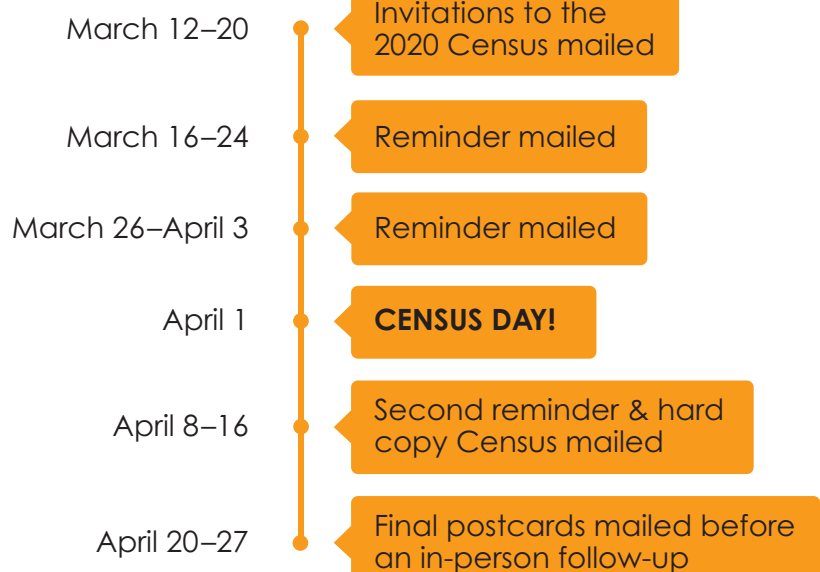 March 12–20
Invitations to the
2020 Census mailed
March 16–24
Reminder mailed
March 26–April 3
Reminder mailed
April 1
CENSUS DAY!
April 8–16
Second reminder & hard
copy Census mailed
April 20–27
Final postcards mailed before
an in-person follow-up